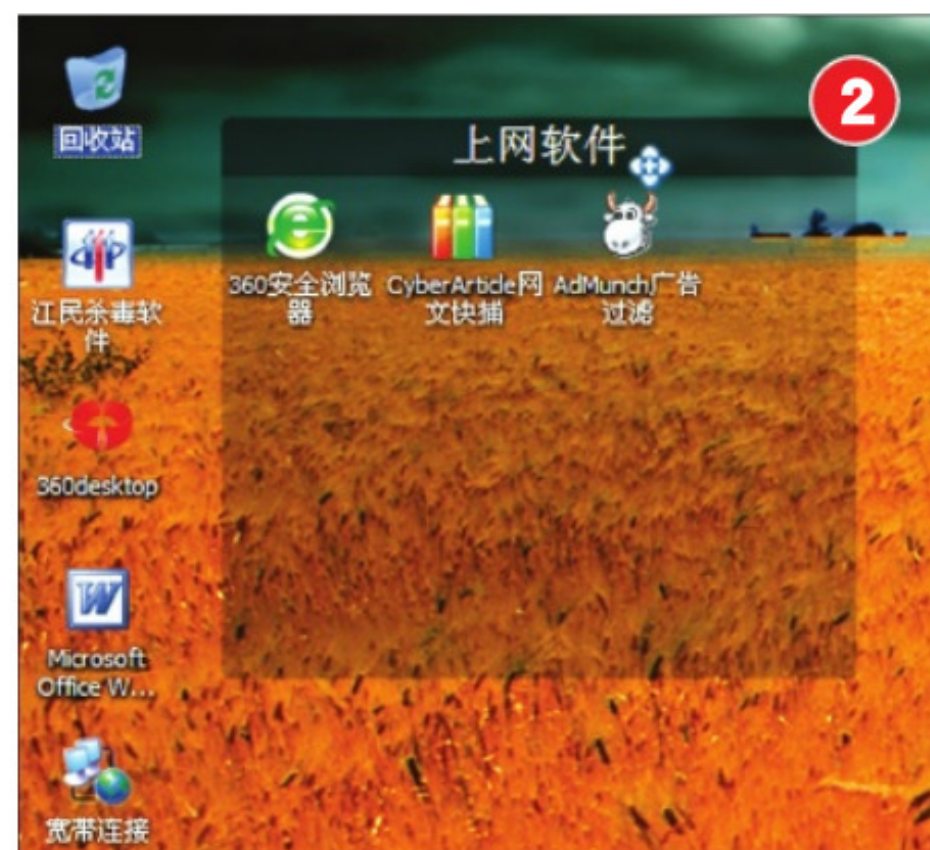 2
回收站
上网软件
360安全浏览
器
CyberArticle网
文快捕
AdMunch广告
过滤
江民杀毒软
件
360desktop
W
Microsoft
Office W...
宽带连接